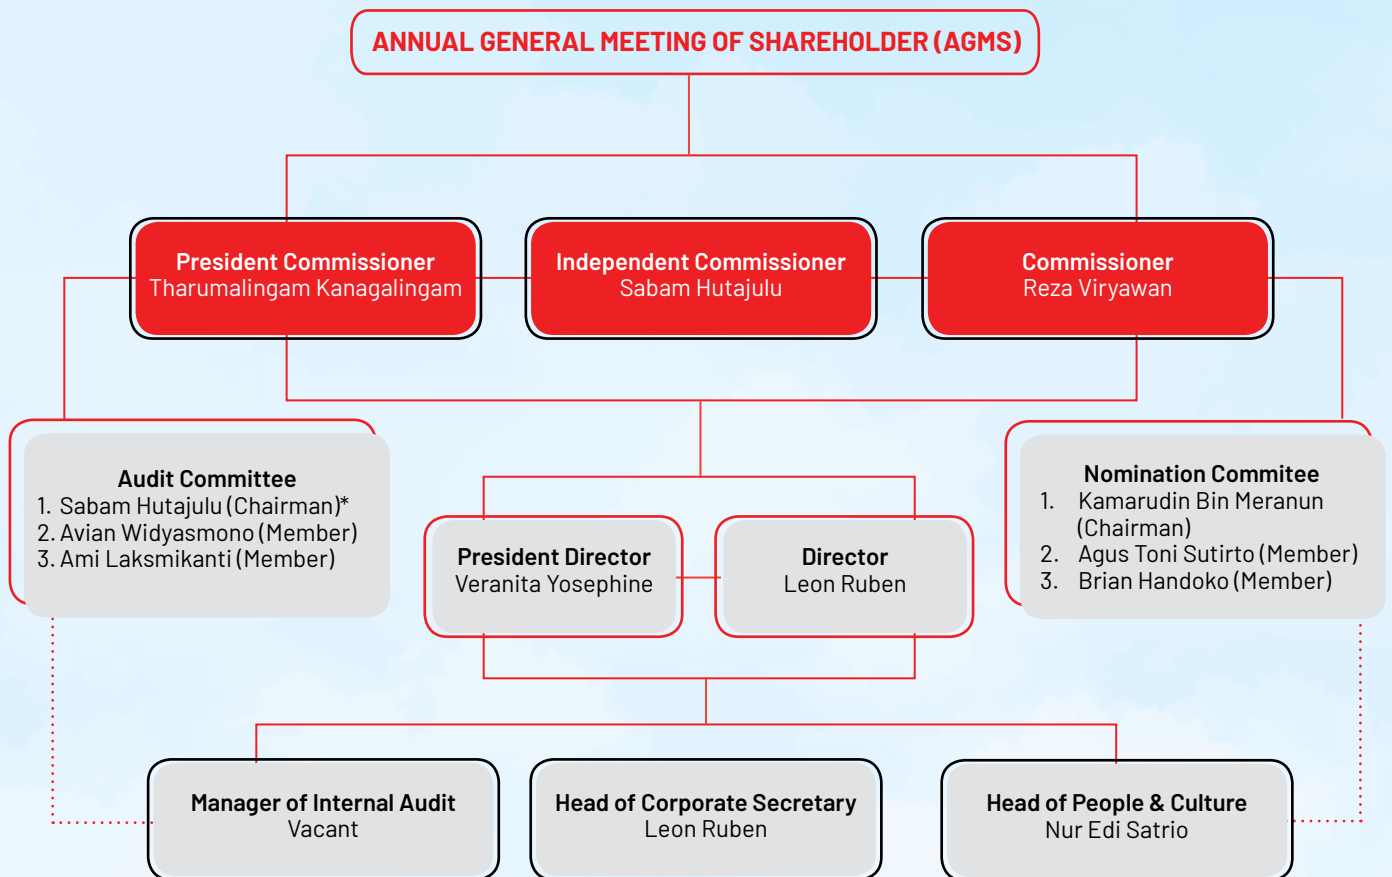 ANNUAL GENERAL MEETING OF SHAREHOLDER (AGMS)
President Commissioner
Tharumalingam Kanagalingam
Independent Commissioner
Sabam Hutajulu
Commissioner
Reza Viryawan
Audit Committee
1. Sabam Hutajulu (Chairman)*
2. Avian Widyasmono (Member)
3. Ami Laksmikanti (Member)
President Director
Veranita Yosephine
Director
Leon Ruben
Nomination Commitee
1. Kamarudin Bin Meranun
(Chairman)
2. Agus Toni Sutirto (Member)
3. Brian Handoko (Member)
Manager of Internal Audit
Vacant
Head of Corporate Secretary
Leon Ruben
Head of People & Culture
Nur Edi Satrio